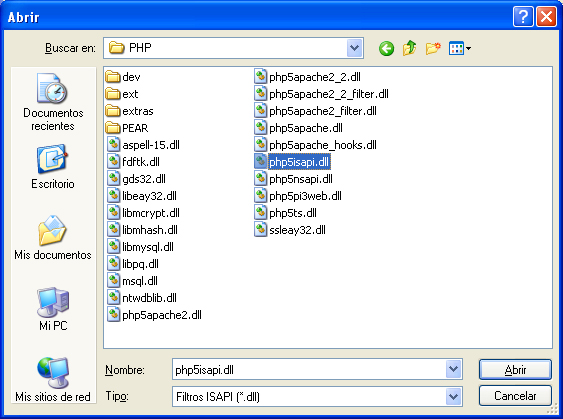 Abrir
Buscar en: PHP
Documentos
recientes
Escritorio
Mis documentos
Mi PC
Mis sitios de red
dev
ext
extras
PEAR
aspell-15.dll
fdftk.dll
gds32.dll
libeay32.dll
libmcrypt.dll
libmhash.dll
libmysql.dll
libpq.dll
msql.dll
ntwdblib.dll
php5apache2.dll
php5apache2_2.dll
php5apache2_2_filter.dll
php5apache2_filter.dll
php5apache.dll
php5apache_hooks.dll
php5isapi.dll
php5nsapi.dll
php5pi3web.dll
php5ts.dll
ssleay32.dll
Nombre: php5isapi.dll Abrir
Tipo: Filtros ISAPI (*.dll) Cancelar